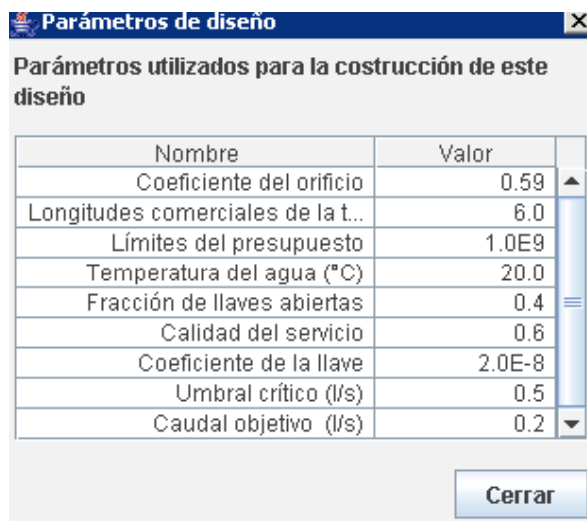 Parámetros de diseño
Parámetros utilizados para la costrucción de este
diseño
Nombre Valor
Coeficiente del orificio 0.59
Longitudes comerciales de la t... 6.0
Límites del presupuesto 1.0E9
Temperatura del agua (°C) 20.0
Fracción de llaves abiertas 0.4
Calidad del servicio 0.6
Coeficiente de la llave 2.0E-8
Umbral crítico (l/s) 0.5
Caudal objetivo (l/s) 0.2
Cerrar